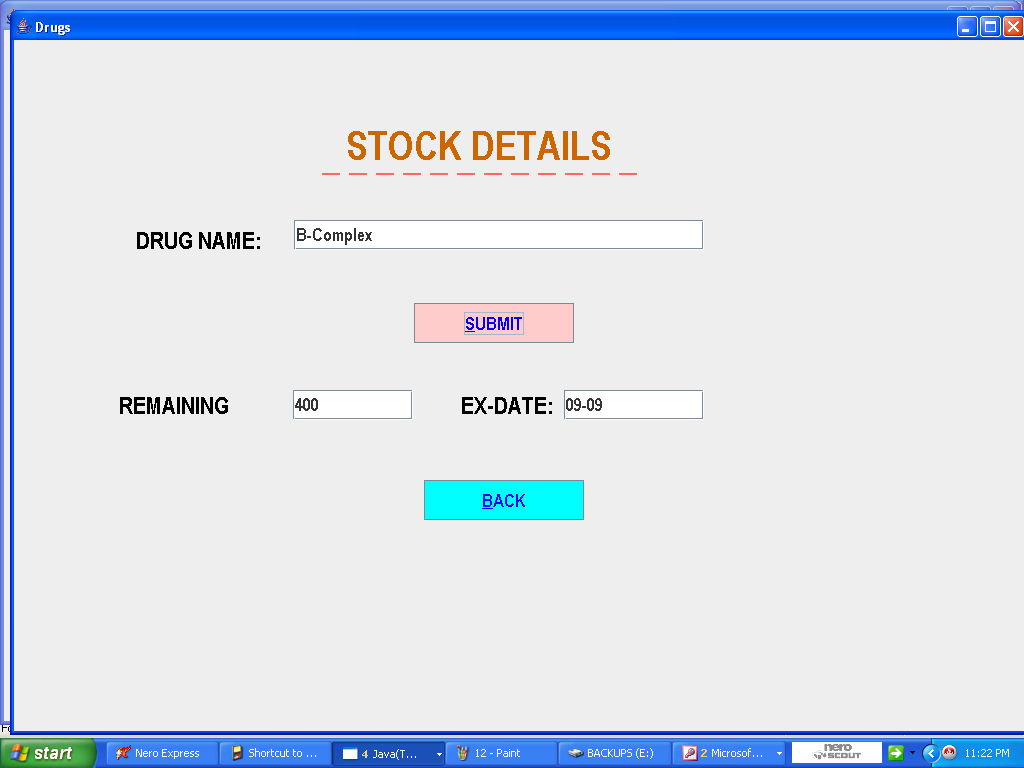 Drugs
STOCK DETAILS
DRUG NAME: B-Complex
SUBMIT
REMAINING 400 EX-DATE: 09-09
BACK
start Nero Express Shortcut to ... 4 Java(T... 12 - Paint BACKUPS (E:) 2 Microsof... nero SCOUT 11:22 PM